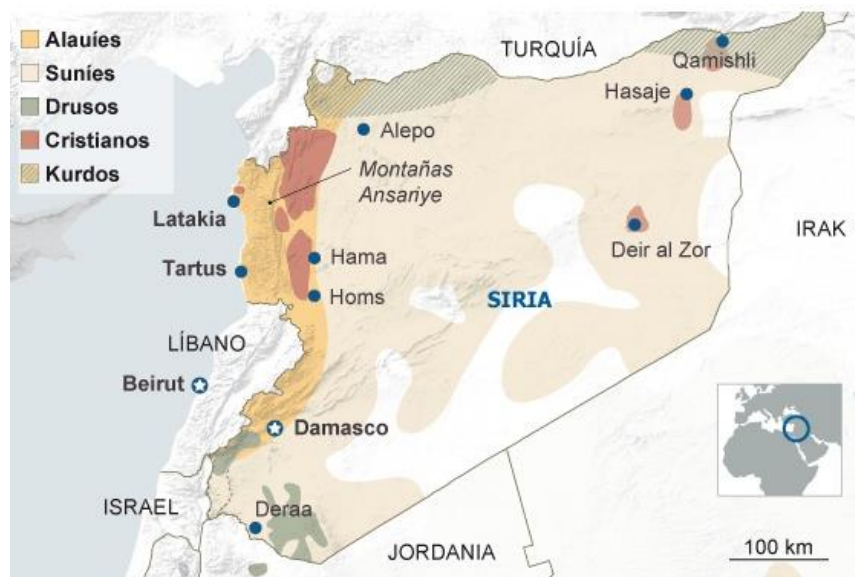 Alauíes
Suníes
Drusos
Cristianos
Kurdos
TURQUÍA
Qamishli
Hasaje
Alepo
Montañas
Ansariye
Latakia
Deir al Zor
IRAK
Hama
Tartus
Homs
SIRIA
LÍBANO
Beirut
Damasco
ISRAEL
Deraa
JORDANIA
100 km